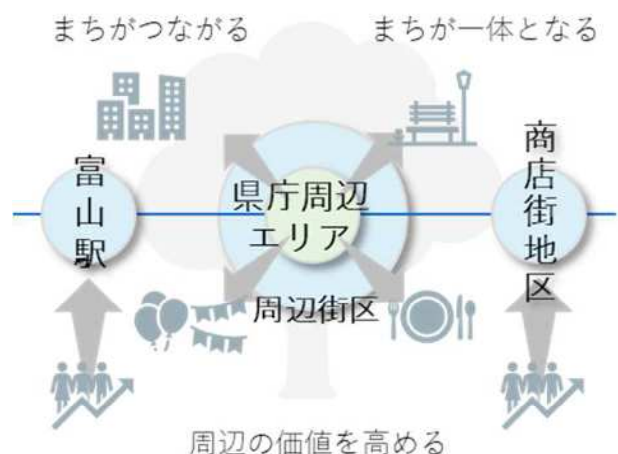 まちがつながる
まちが一体となる
富山駅
県庁周辺
エリア
商店街地区
周辺街区
周辺の価値を高める